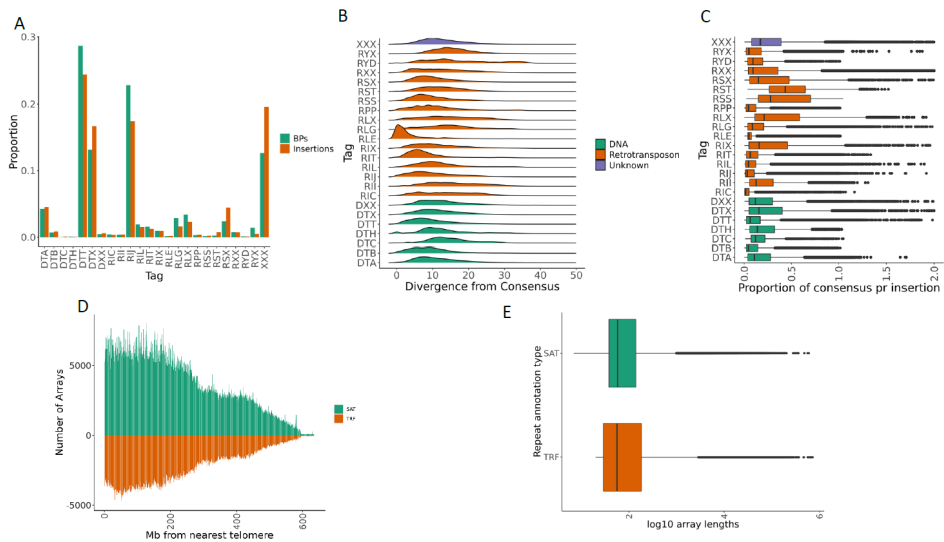 A
0.3
0.2
0.1
0.0
Proportion
BPs
Insertions
DTA
DTB
DTC
DTH
DTT
DTX
DXX
RIC
RII
RIJ
RIL
RIT
RIX
RLE
RLG
RLX
RPP
RSS
RST
RSX
RXX
RYD
RYX
XXX
Tag
B
XXX
RYX
RYD
RXX
RSX
RST
RSS
RPP
RLX
RLG
RLE
RIX
RIT
RIL
RIJ
RII
RIC
DXX
DTX
DTT
DTH
DTC
DTB
DTA
Tag
0 10 20 30 40 50
Divergence from Consensus
DNA
Retrotransposon
Unknown
C
XXX
RYX
RYD
RXX
RSX
RST
RSS
RPP
RLX
RLG
RLE
RIX
RIT
RIL
RIJ
RII
RIC
DXX
DTX
DTT
DTH
DTC
DTB
DTA
Tag
0.0 0.5 1.0 1.5 2.0
Proportion of consensus pr insertion
D
5000
0
-5000
Number of Arrays
0 200 400 600
Mb from nearest telomere
SAT
TRF
E
SAT
TRF
Repeat annotation type
2 4 6
log10 array lengths